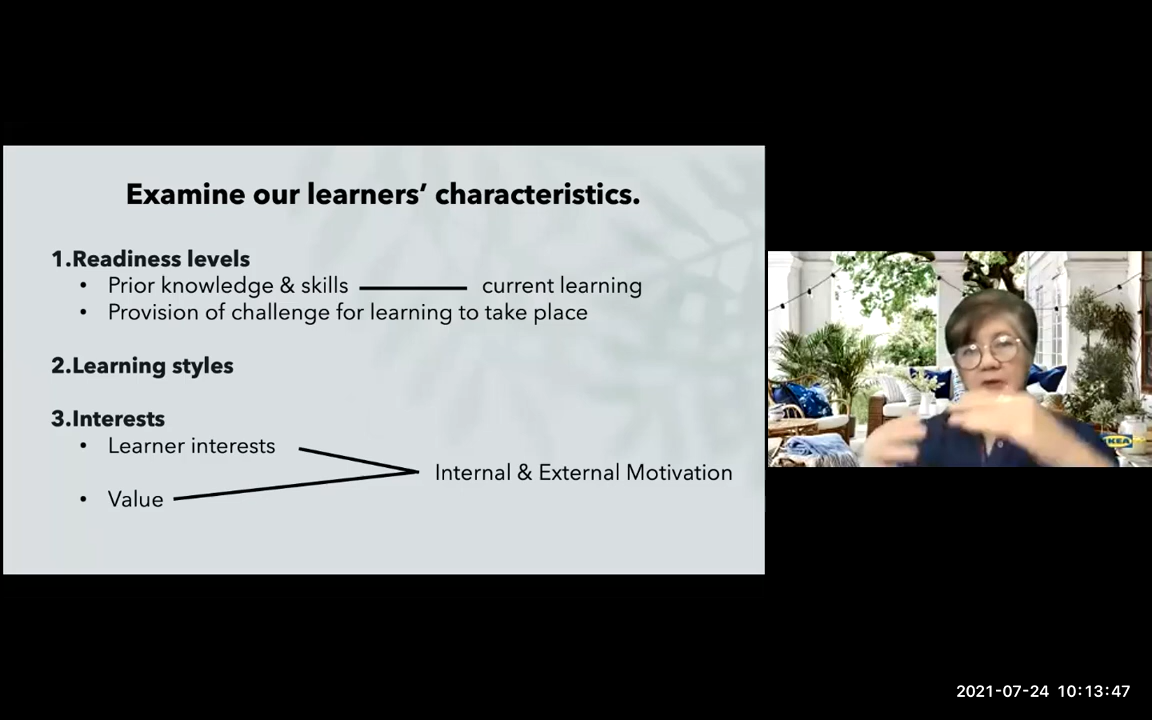 Examine our learners’ characteristics.
1.Readiness levels
• Prior knowledge & skills current learning
• Provision of challenge for learning to take place
2.Learning styles
3.Interests
• Learner interests
Internal & External Motivation
• Value
IKEA
2021-07-24 10:13:47